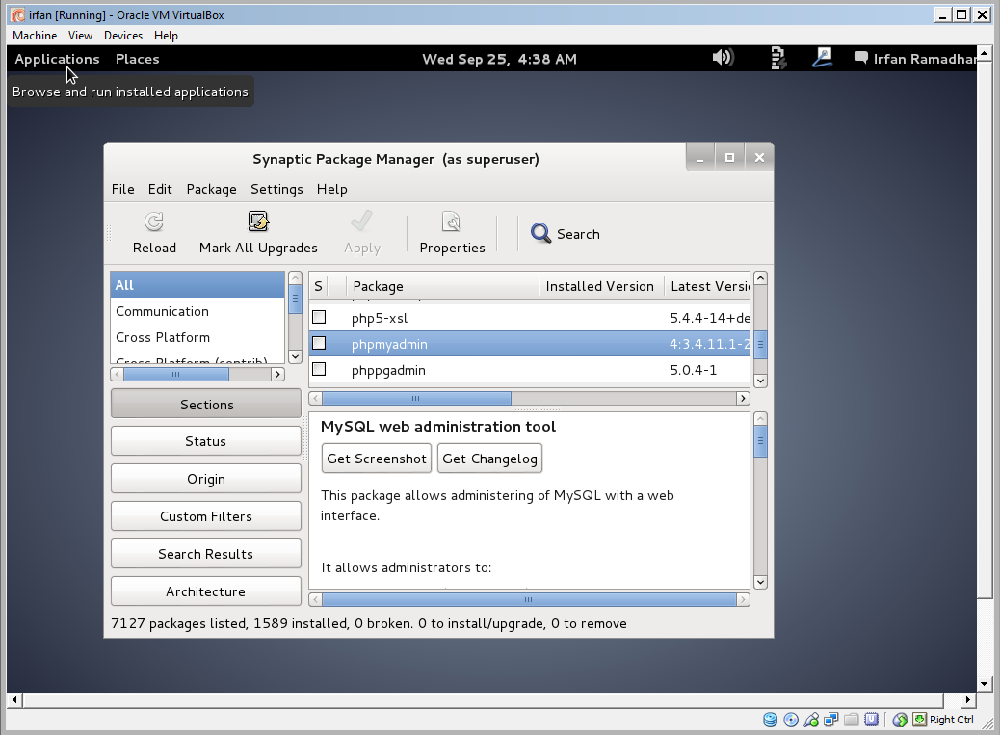 irfan [Running] - Oracle VM VirtualBox
Machine View Devices Help
Applications Places Wed Sep 25, 4:38 AM Irfan Ramadhan
Browse and run installed applications
Synaptic Package Manager (as superuser)
File Edit Package Settings Help
Reload Mark All Upgrades Apply Properties Search
All
Communication
Cross Platform
Cross Platform (contrib)
S Package Installed Version Latest Versi
php5-xsl 5.4.4-14+de
phpmyadmin 4:3.4.11.1-2
phppgadmin 5.0.4-1
Sections
Status
Origin
Custom Filters
Search Results
Architecture
MySQL web administration tool
Get Screenshot Get Changelog
This package allows administering of MySQL with a web
interface.
It allows administrators to:
7127 packages listed, 1589 installed, 0 broken. 0 to install/upgrade, 0 to remove
Right Ctrl